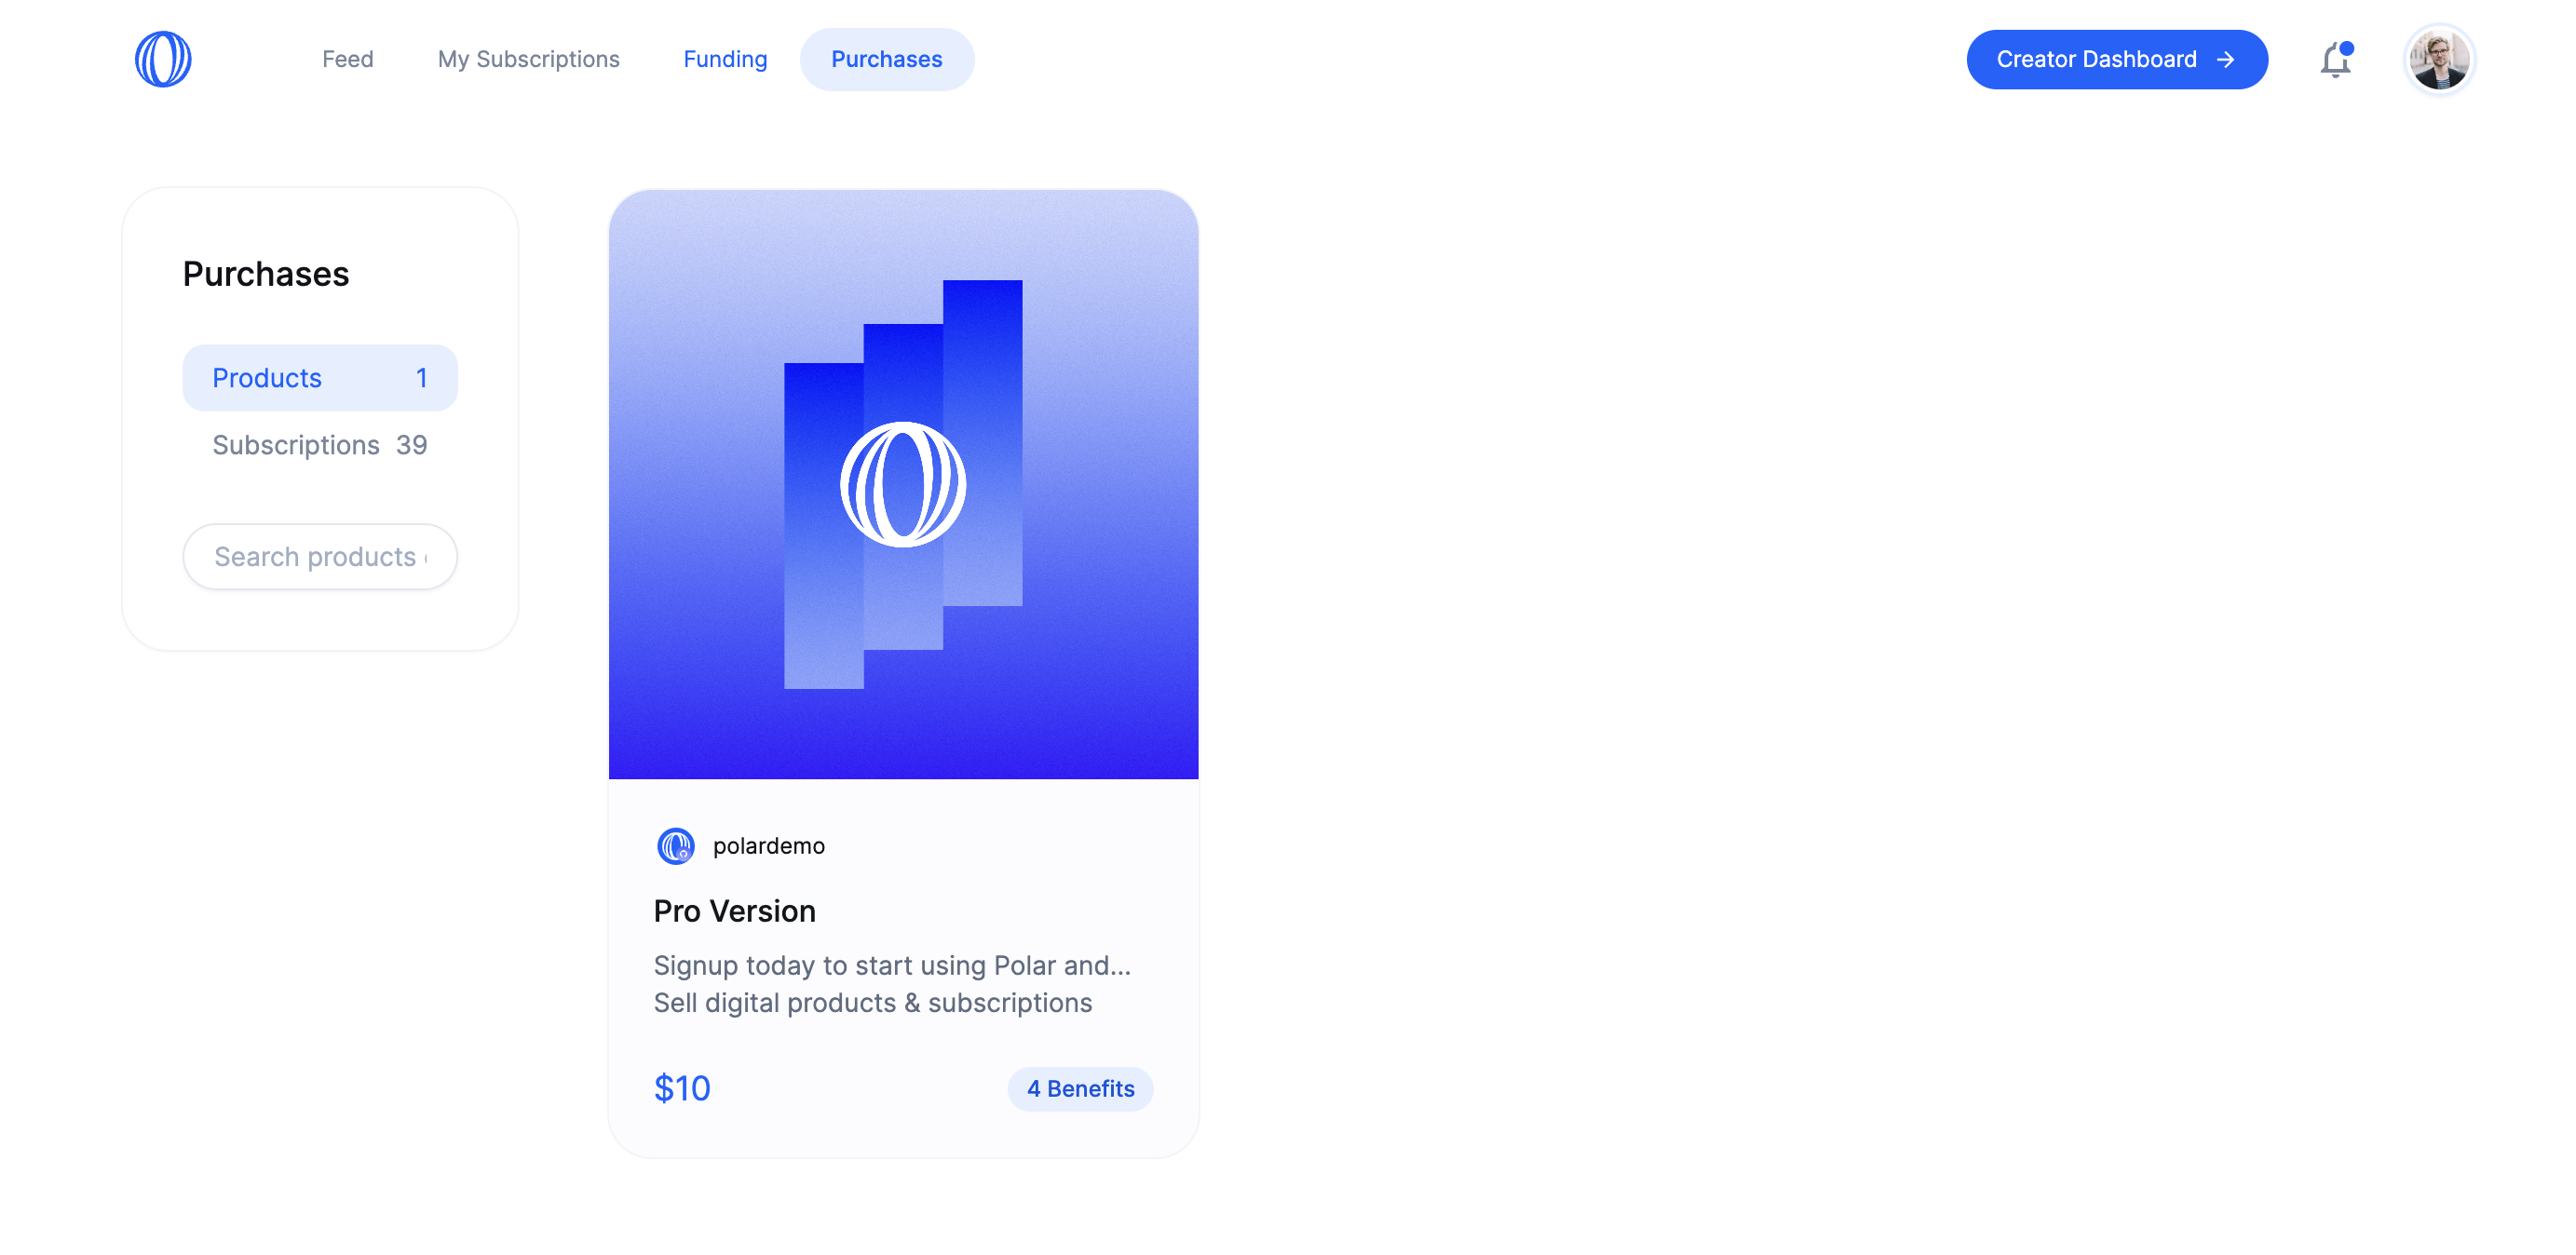 Feed
My Subscriptions
Funding
Purchases
Creator Dashboard
Purchases
Products 1
Subscriptions 39
Search products
polardemo
Pro Version
Signup today to start using Polar and...
Sell digital products & subscriptions
$10
4 Benefits